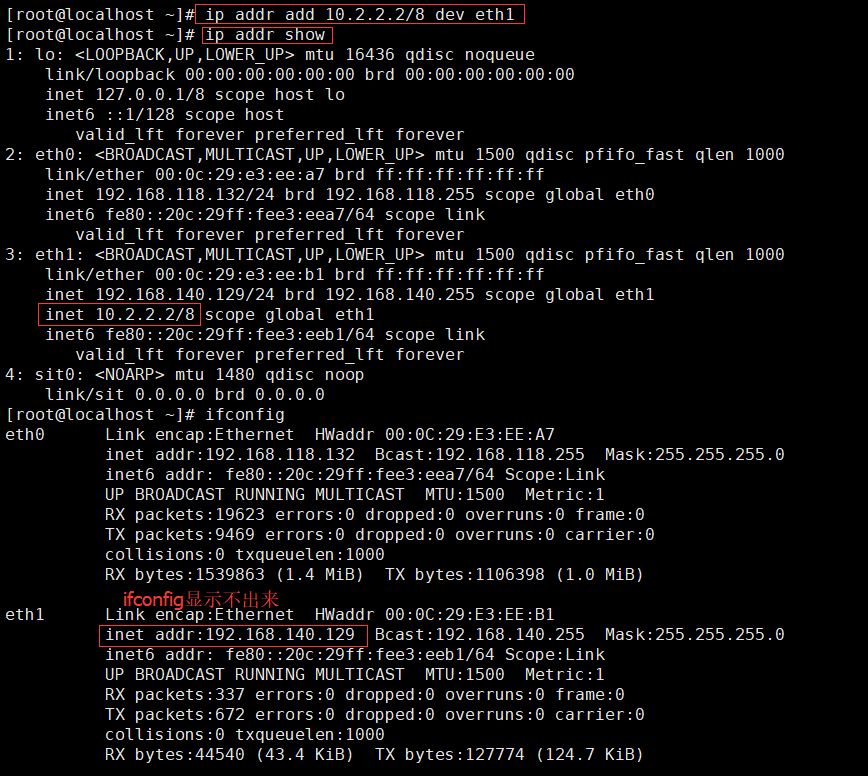 [root@localhost ~]# ip addr add 10.2.2.2/8 dev eth1
[root@localhost ~]# ip addr show
1: lo: <LOOPBACK,UP,LOWER_UP> mtu 16436 qdisc noqueue
    link/loopback 00:00:00:00:00:00 brd 00:00:00:00:00:00
    inet 127.0.0.1/8 scope host lo
    inet6 ::1/128 scope host
       valid_lft forever preferred_lft forever
2: eth0: <BROADCAST,MULTICAST,UP,LOWER_UP> mtu 1500 qdisc pfifo_fast qlen 1000
    link/ether 00:0c:29:e3:ee:a7 brd ff:ff:ff:ff:ff:ff
    inet 192.168.118.132/24 brd 192.168.118.255 scope global eth0
    inet6 fe80::20c:29ff:fee3:eea7/64 scope link
       valid_lft forever preferred_lft forever
3: eth1: <BROADCAST,MULTICAST,UP,LOWER_UP> mtu 1500 qdisc pfifo_fast qlen 1000
    link/ether 00:0c:29:e3:ee:b1 brd ff:ff:ff:ff:ff:ff
    inet 192.168.140.129/24 brd 192.168.140.255 scope global eth1
    inet 10.2.2.2/8 scope global eth1
    inet6 fe80::20c:29ff:fee3:eeb1/64 scope link
       valid_lft forever preferred_lft forever
4: sit0: <NOARP> mtu 1480 qdisc noop
    link/sit 0.0.0.0 brd 0.0.0.0
[root@localhost ~]# ifconfig
eth0      Link encap:Ethernet  HWaddr 00:0C:29:E3:EE:A7
          inet addr:192.168.118.132  Bcast:192.168.118.255  Mask:255.255.255.0
          inet6 addr: fe80::20c:29ff:fee3:eea7/64 Scope:Link
          UP BROADCAST RUNNING MULTICAST  MTU:1500  Metric:1
          RX packets:19623 errors:0 dropped:0 overruns:0 frame:0
          TX packets:9469 errors:0 dropped:0 overruns:0 carrier:0
          collisions:0 txqueuelen:1000
          RX bytes:1539863 (1.4 MiB)  TX bytes:1106398 (1.0 MiB)
ifconfig显示不出来
eth1      Link encap:Ethernet  HWaddr 00:0C:29:E3:EE:B1
          inet addr:192.168.140.129  Bcast:192.168.140.255  Mask:255.255.255.0
          inet6 addr: fe80::20c:29ff:fee3:eeb1/64 Scope:Link
          UP BROADCAST RUNNING MULTICAST  MTU:1500  Metric:1
          RX packets:337 errors:0 dropped:0 overruns:0 frame:0
          TX packets:672 errors:0 dropped:0 overruns:0 carrier:0
          collisions:0 txqueuelen:1000
          RX bytes:44540 (43.4 KiB)  TX bytes:127774 (124.7 KiB)